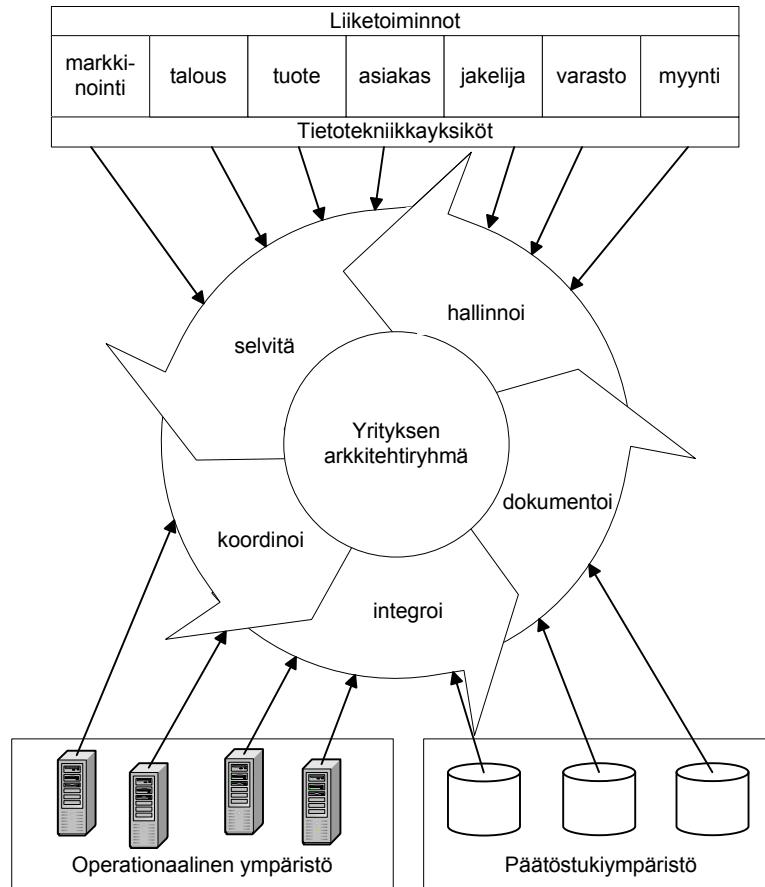 Liiketoiminnot
markki-
nointi
talous
tuote
asiakas
jakelija
varasto
myynti
Tietotekniikkayksiköt
hallinnoi
selvitä
Yrityksen
arkkitehtiryhmä
dokumentoi
koordinoi
integroi
Operationaalinen ympäristö
Päätöstukiympäristö